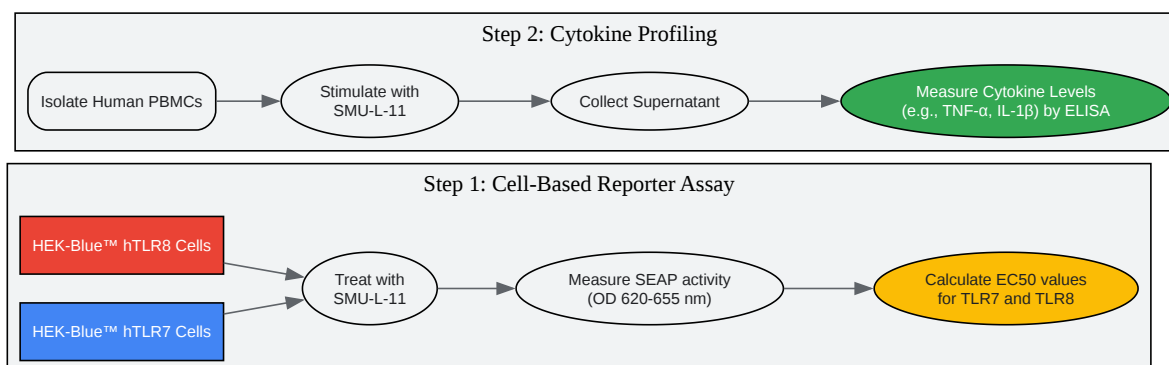 Step 2: Cytokine Profiling
Isolate Human PBMCs
Stimulate with
SMU-L-11
Collect Supernatant
Measure Cytokine Levels
(e.g., TNF-α, IL-1β) by ELISA
Step 1: Cell-Based Reporter Assay
HEK-Blue™ hTLR8 Cells
HEK-Blue™ hTLR7 Cells
Treat with
SMU-L-11
Measure SEAP activity
(OD 620-655 nm)
Calculate EC50 values
for TLR7 and TLR8